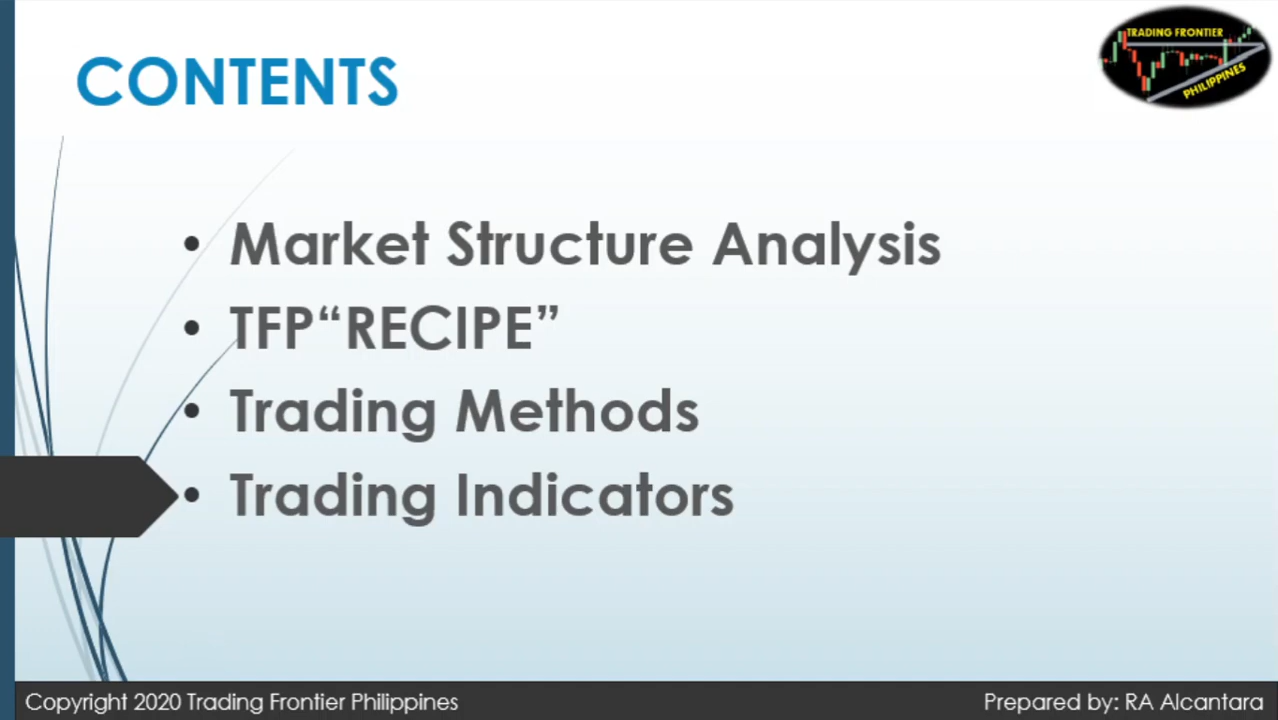 CONTENTS
TRADING FRONTIER
PHILIPPINES
• Market Structure Analysis
• TFP“RECIPE”
• Trading Methods
• Trading Indicators
Copyright 2020 Trading Frontier Philippines
Prepared by: RA Alcantara